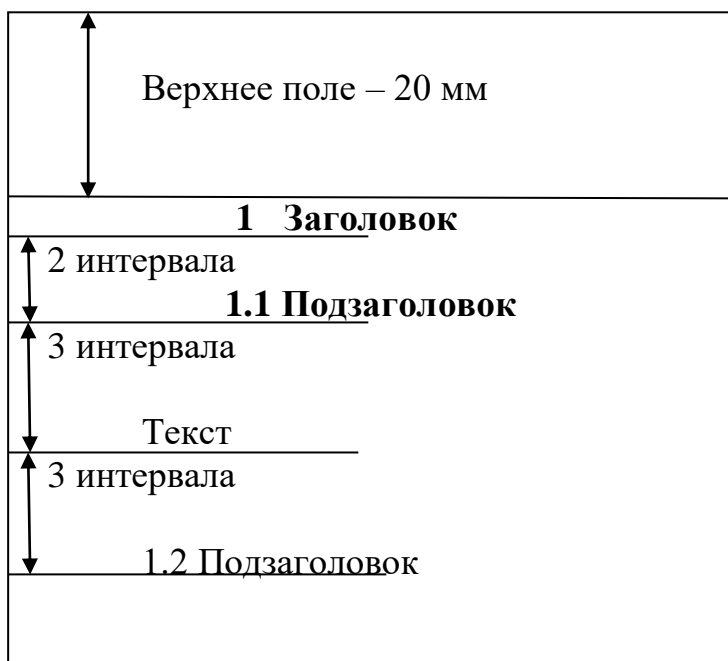 Верхнее поле – 20 мм
1 Заголовок
2 интервала
1.1 Подзаголовок
3 интервала
Текст
3 интервала
1.2 Подзаголовок